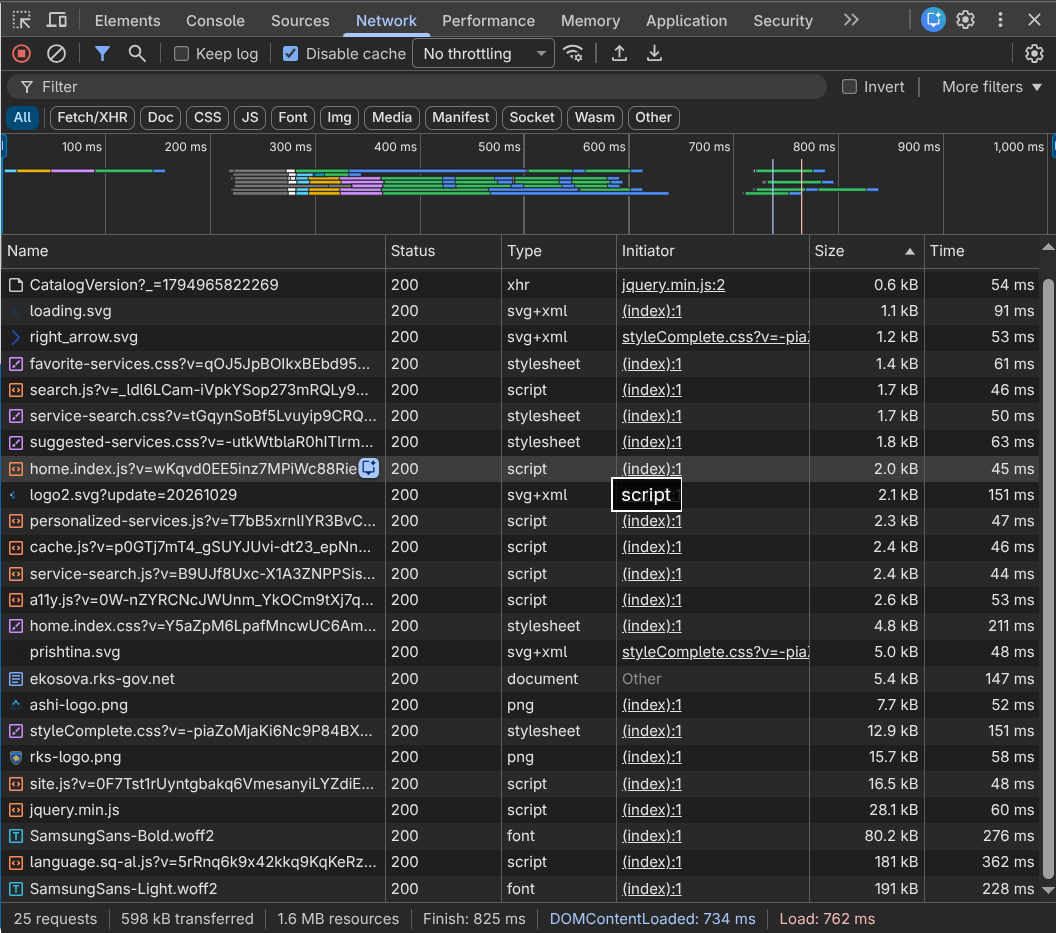 Elements Console Sources Network Performance Memory Application Security
Keep log Disable cache No throttling
Filter Invert More filters
All Fetch/XHR Doc CSS JS Font Img Media Manifest Socket Wasm Other
100 ms 200 ms 300 ms 400 ms 500 ms 600 ms 700 ms 800 ms 900 ms 1,000 ms
Name Status Type Initiator Size Time
CatalogVersion?_=1794965822269 200 xhr jquery.min.js:2 0.6 kB 54 ms
loading.svg 200 svg+xml (index):1 1.1 kB 91 ms
right_arrow.svg 200 svg+xml styleComplete.css?v=-pia 1.2 kB 53 ms
favorite-services.css?v=qOJ5JpBOlkxBEbd95... 200 stylesheet (index):1 1.4 kB 61 ms
search.js?v=_ldl6LCam-iVpkYSop273mRQLy9... 200 script (index):1 1.7 kB 46 ms
service-search.css?v=tGqynSoBf5Lvuyip9CRQ... 200 stylesheet (index):1 1.7 kB 50 ms
suggested-services.css?v=-utkWtblaR0hITlrm... 200 stylesheet (index):1 1.8 kB 63 ms
home.index.js?v=wKqvd0EE5inz7MPiWc88Rie 200 script (index):1 2.0 kB 45 ms
logo2.svg?update=20261029 200 svg+xml script 2.1 kB 151 ms
personalized-services.js?v=T7bB5xrnlIYR3BvC... 200 script (index):1 2.3 kB 47 ms
cache.js?v=p0GTj7mT4_gSUYJUvi-dt23_epNn... 200 script (index):1 2.4 kB 46 ms
service-search.js?v=B9UJf8Uxc-X1A3ZNPPSis... 200 script (index):1 2.4 kB 44 ms
a11y.js?v=0W-nZYRCNcJWUnm_YkOCm9tXj7q... 200 script (index):1 2.6 kB 53 ms
home.index.css?v=Y5aZpM6LpafMncwUC6Am... 200 stylesheet (index):1 4.8 kB 211 ms
prishtina.svg 200 svg+xml styleComplete.css?v=-pia 5.0 kB 48 ms
ekosova.rks-gov.net 200 document Other 5.4 kB 147 ms
ashi-logo.png 200 png (index):1 7.7 kB 52 ms
styleComplete.css?v=-piaZoMjaKi6Nc9P84BX... 200 stylesheet (index):1 12.9 kB 151 ms
rks-logo.png 200 png (index):1 15.7 kB 58 ms
site.js?v=0F7Tst1rUyntgbakq6VmesanyiLYZdiE... 200 script (index):1 16.5 kB 48 ms
jquery.min.js 200 script (index):1 28.1 kB 60 ms
SamsungSans-Bold.woff2 200 font (index):1 80.2 kB 276 ms
language.sq-al.js?v=5rRnq6k9x42kkq9KqKeRz... 200 script (index):1 181 kB 362 ms
SamsungSans-Light.woff2 200 font (index):1 191 kB 228 ms
25 requests 598 kB transferred 1.6 MB resources Finish: 825 ms DOMContentLoaded: 734 ms Load: 762 ms